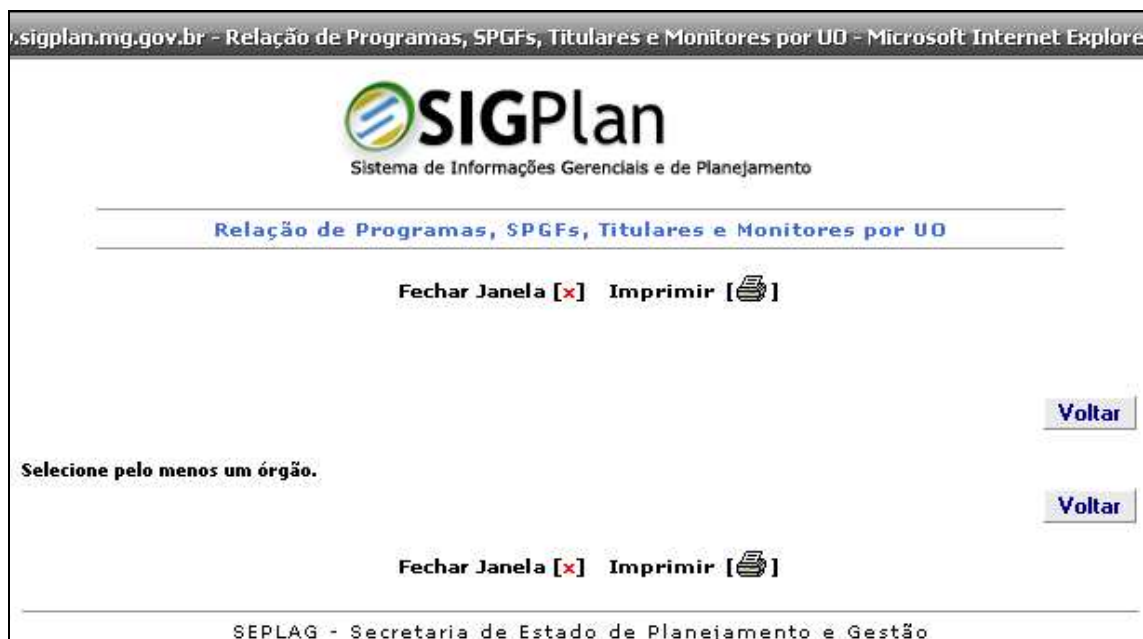 .sigplan.mg.gov.br - Relação de Programas, SPGFs, Titulares e Monitores por UO - Microsoft Internet Explore
SIGPlan
Sistema de Informações Gerenciais e de Planejamento
Relação de Programas, SPGFs, Titulares e Monitores por UO
Fechar Janela [x] Imprimir [ ]
Voltar
Selecione pelo menos um órgão.
Voltar
Fechar Janela [x] Imprimir [ ]
SEPLAG - Secretaria de Estado de Planejamento e Gestão